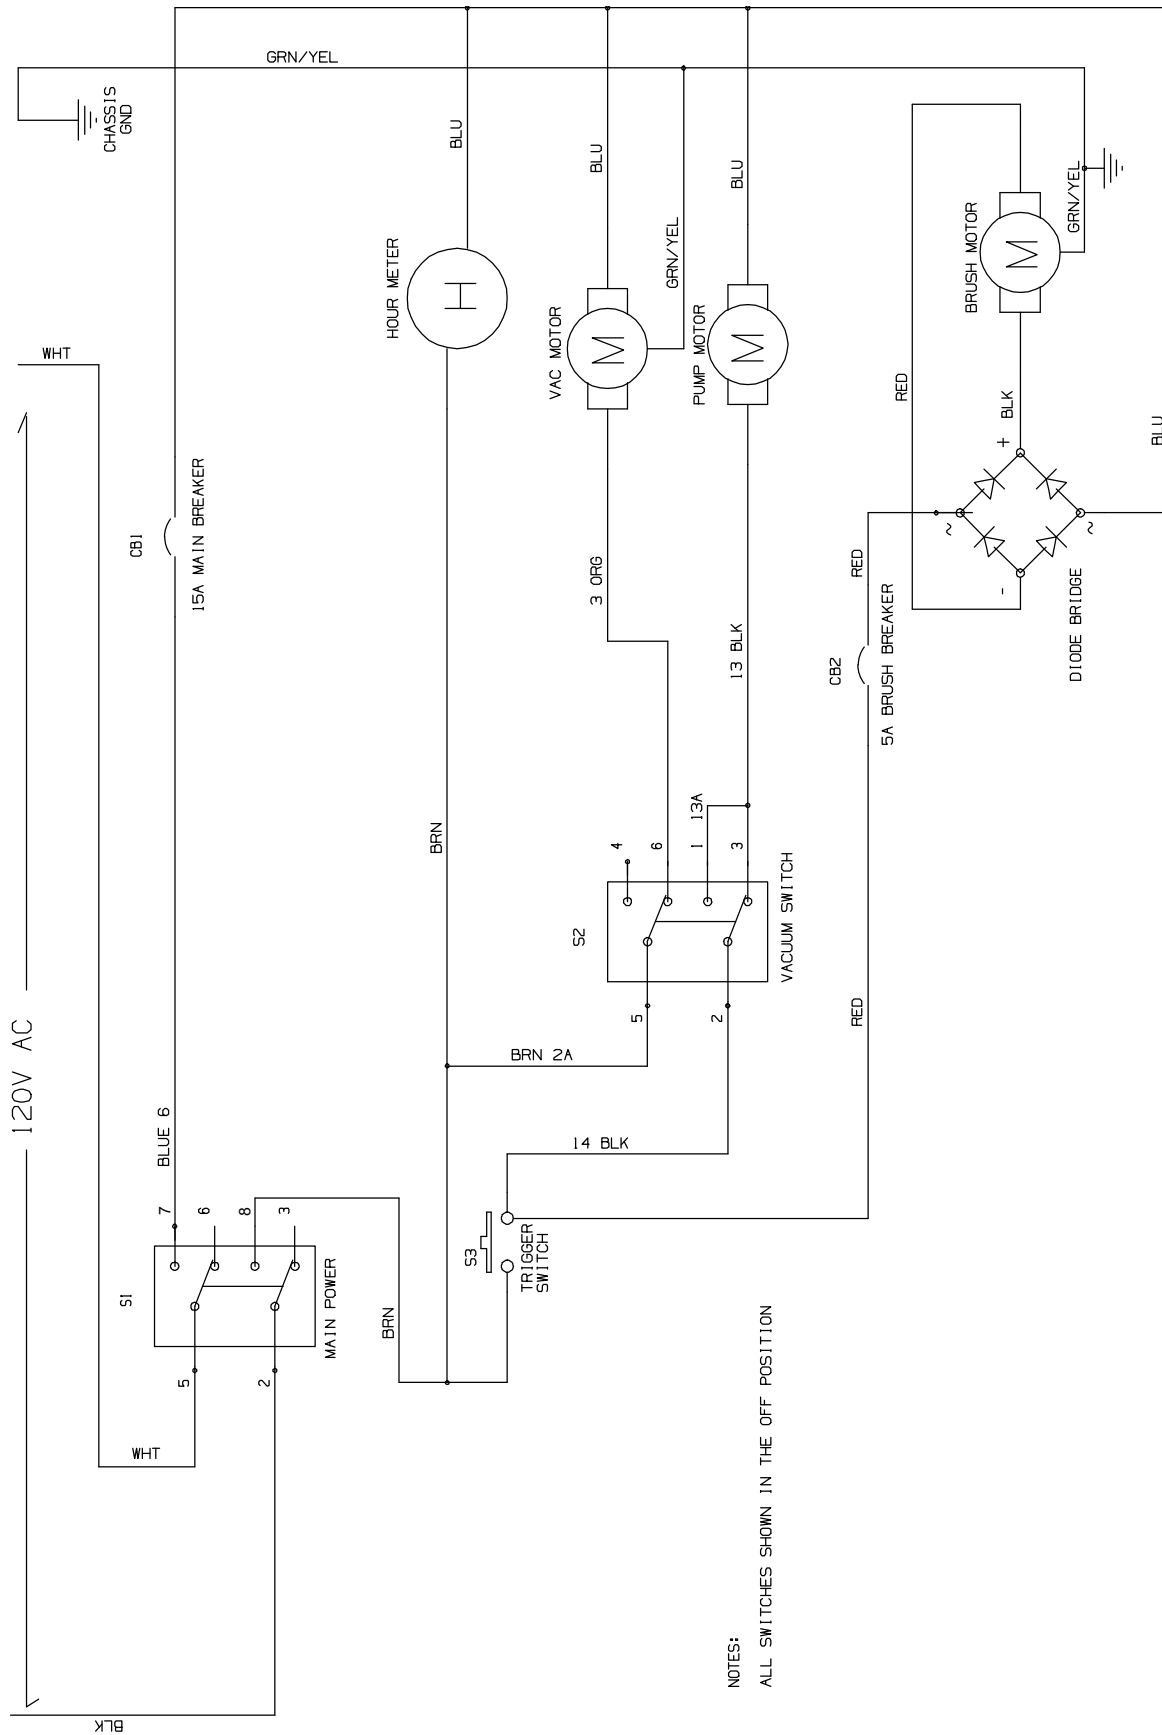 120V AC
BLK
WHT
WHT
CHASSIS
GND
GRN/YEL
S1
MAIN POWER
5
2
7
6
8
3
BLUE 6
CB1
15A MAIN BREAKER
BRN
BRN
HOUR METER
H
BLU
S3
TRIGGER
SWITCH
BRN 2A
14 BLK
S2
VACUUM SWITCH
5
2
4
6
1
3
13A
3 ORG
13 BLK
VAC MOTOR
M
BLU
GRN/YEL
PUMP MOTOR
M
BLU
RED
CB2
5A BRUSH BREAKER
RED
RED
BRUSH MOTOR
M
GRN/YEL
BLK
+
-
~
~
DIODE BRIDGE
BLU
NOTES:
ALL SWITCHES SHOWN IN THE OFF POSITION